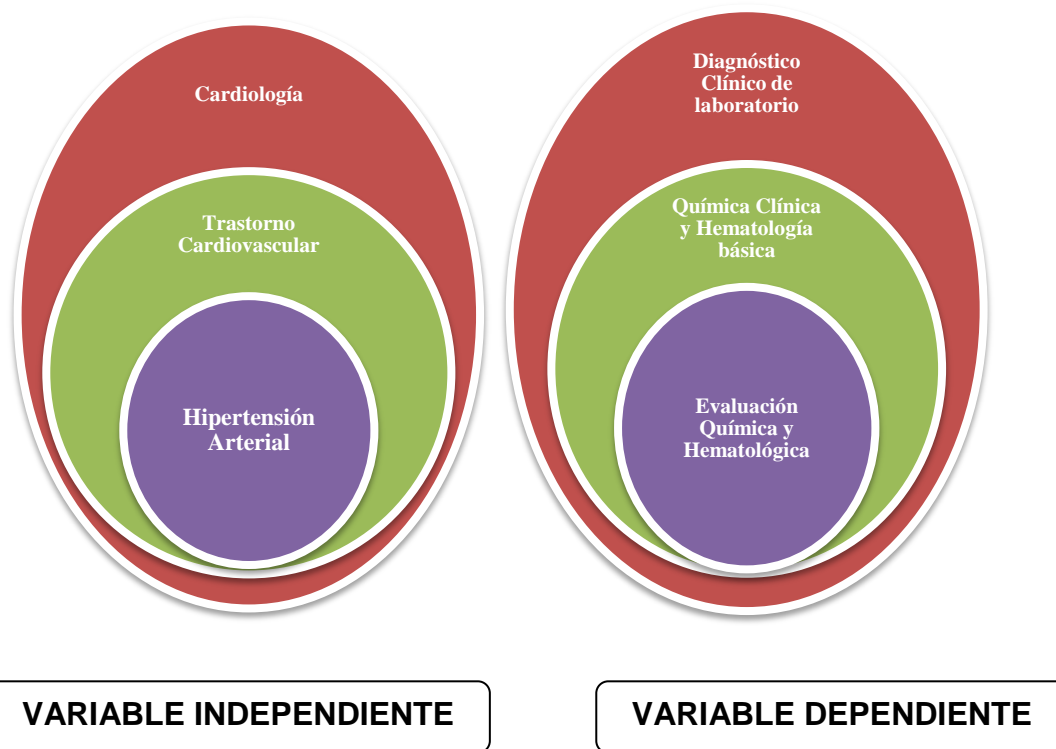 Cardiología
Trastorno
Cardiovascular
Hipertensión
Arterial
Diagnóstico
Clínico de
laboratorio
Química Clínica
y Hematología
básica
Evaluación
Química y
Hematológica
VARIABLE INDEPENDIENTE
VARIABLE DEPENDIENTE